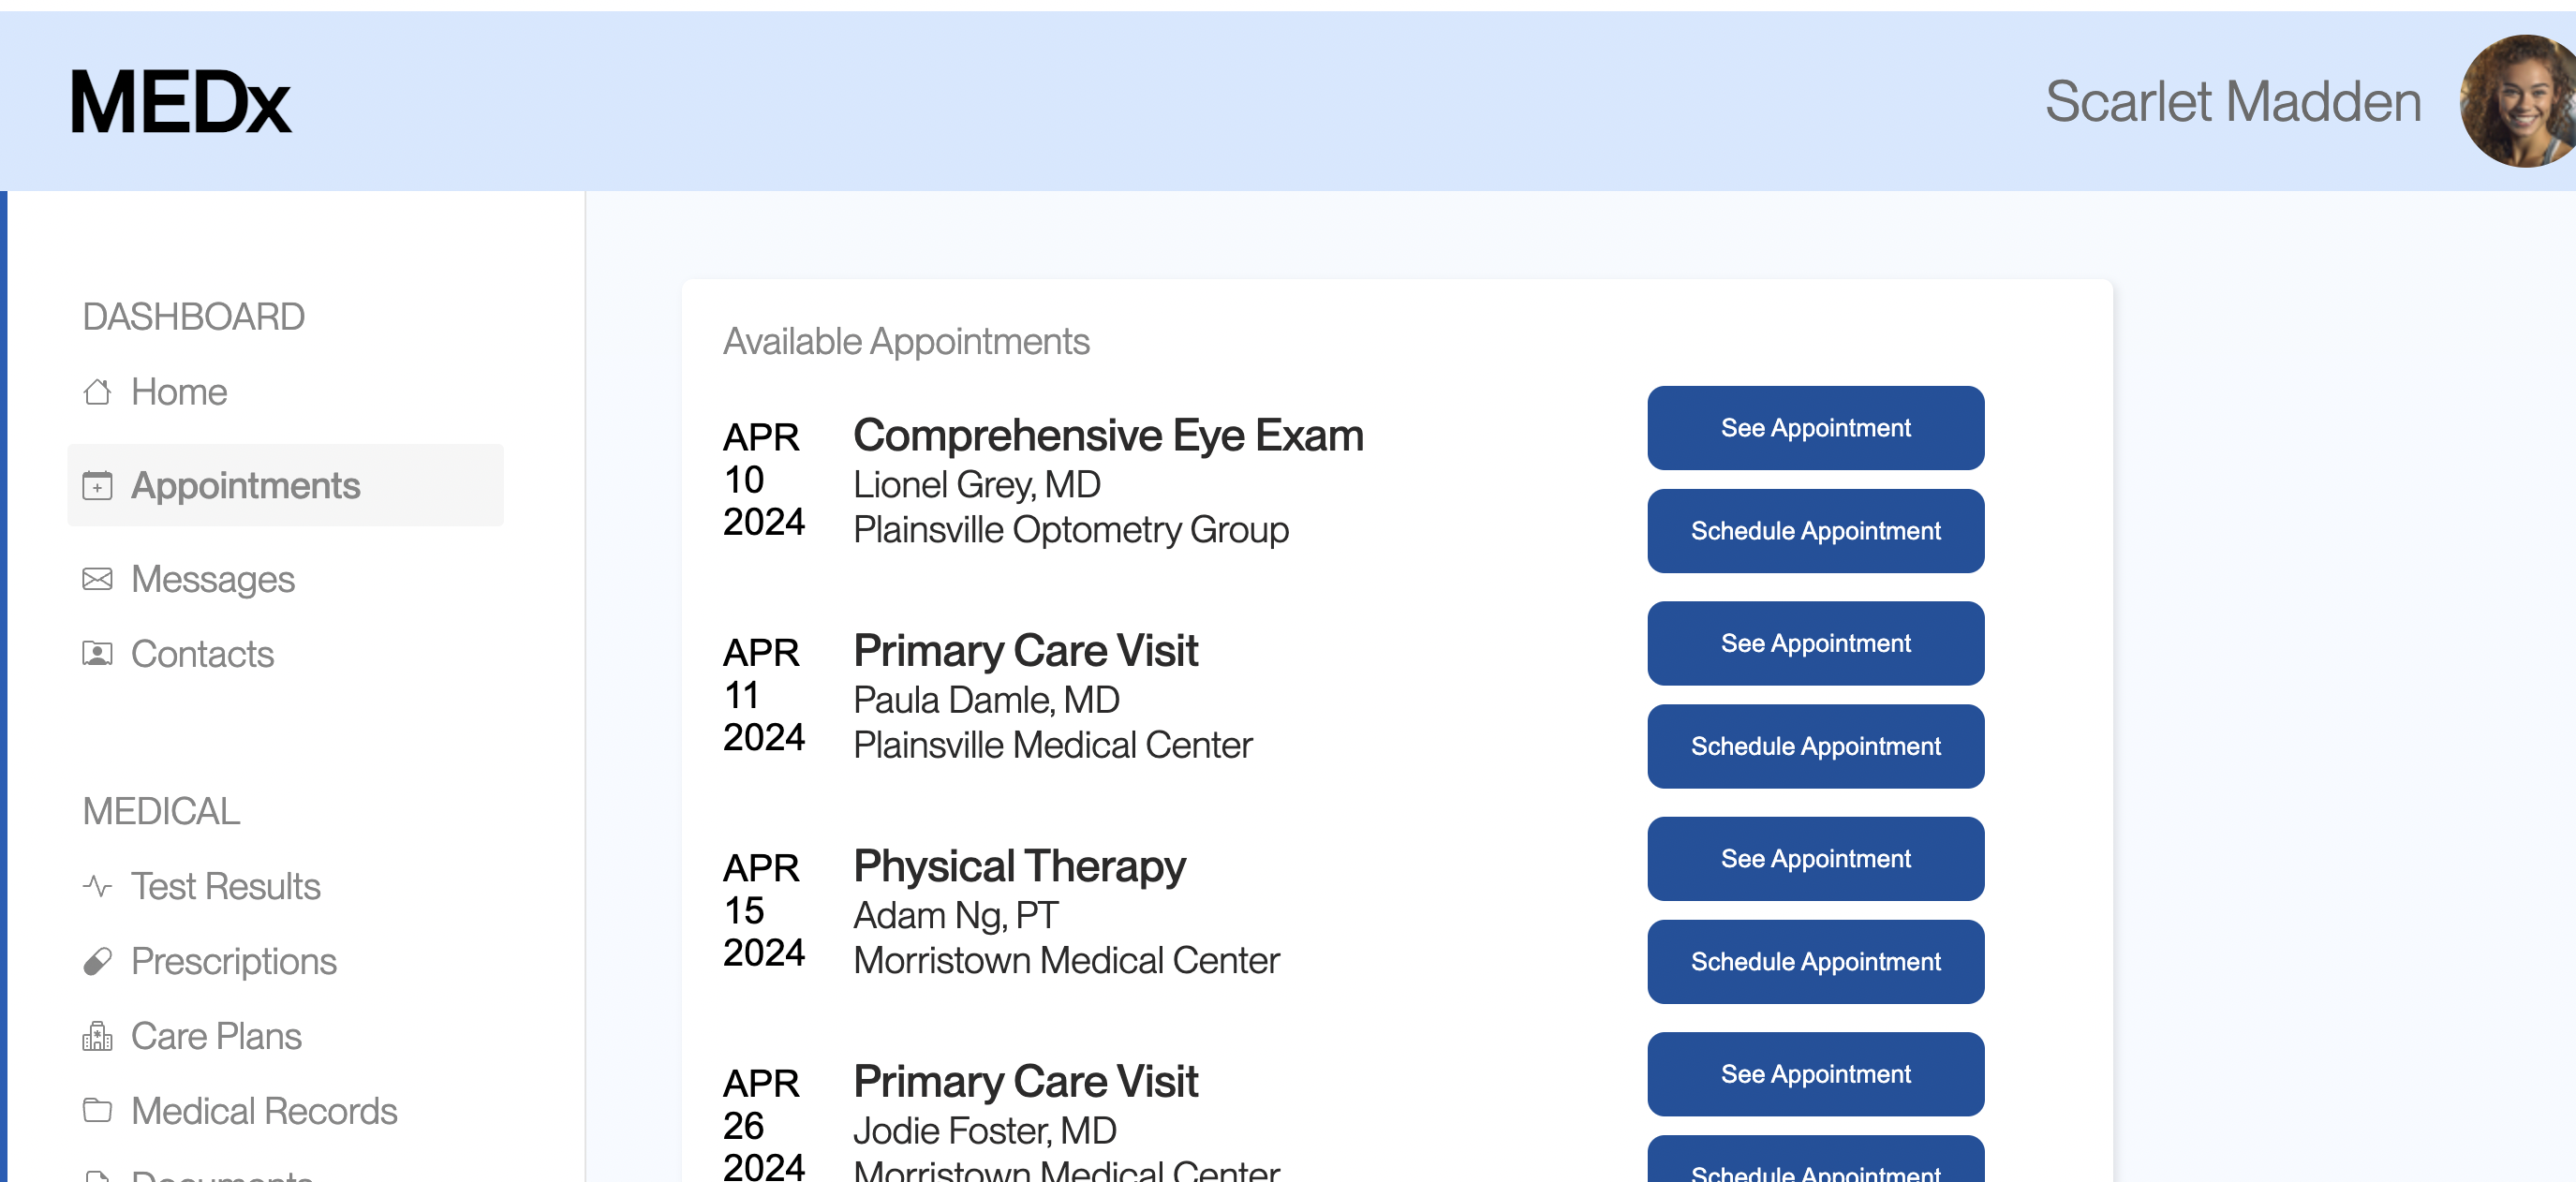 MEDx
Scarlet Madden
DASHBOARD
Home
Appointments
Messages
Contacts
MEDICAL
Test Results
Prescriptions
Care Plans
Medical Records
Documents
Available Appointments
APR
10
2024
Comprehensive Eye Exam
Lionel Grey, MD
Plainsville Optometry Group
See Appointment
Schedule Appointment
APR
11
2024
Primary Care Visit
Paula Damle, MD
Plainsville Medical Center
See Appointment
Schedule Appointment
APR
15
2024
Physical Therapy
Adam Ng, PT
Morristown Medical Center
See Appointment
Schedule Appointment
APR
26
2024
Primary Care Visit
Jodie Foster, MD
Morristown Medical Center
See Appointment
Schedule Appointment